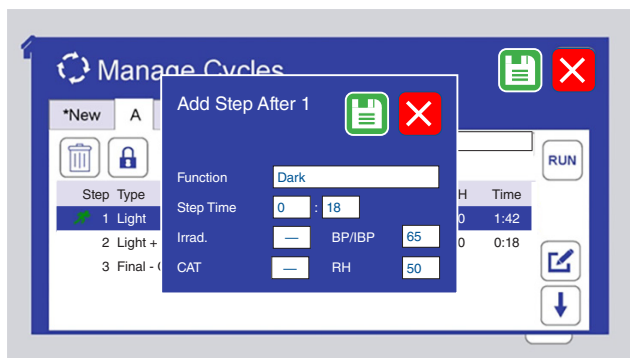 Manage Cycles
Add Step After 1
*New A
RUN
Function Dark
Step Time 0 : 18
Irrad. — BP/IBP 65
CAT — RH 50
Step Type H Time
1 Light 0 1:42
2 Light + 0 0:18
3 Final -